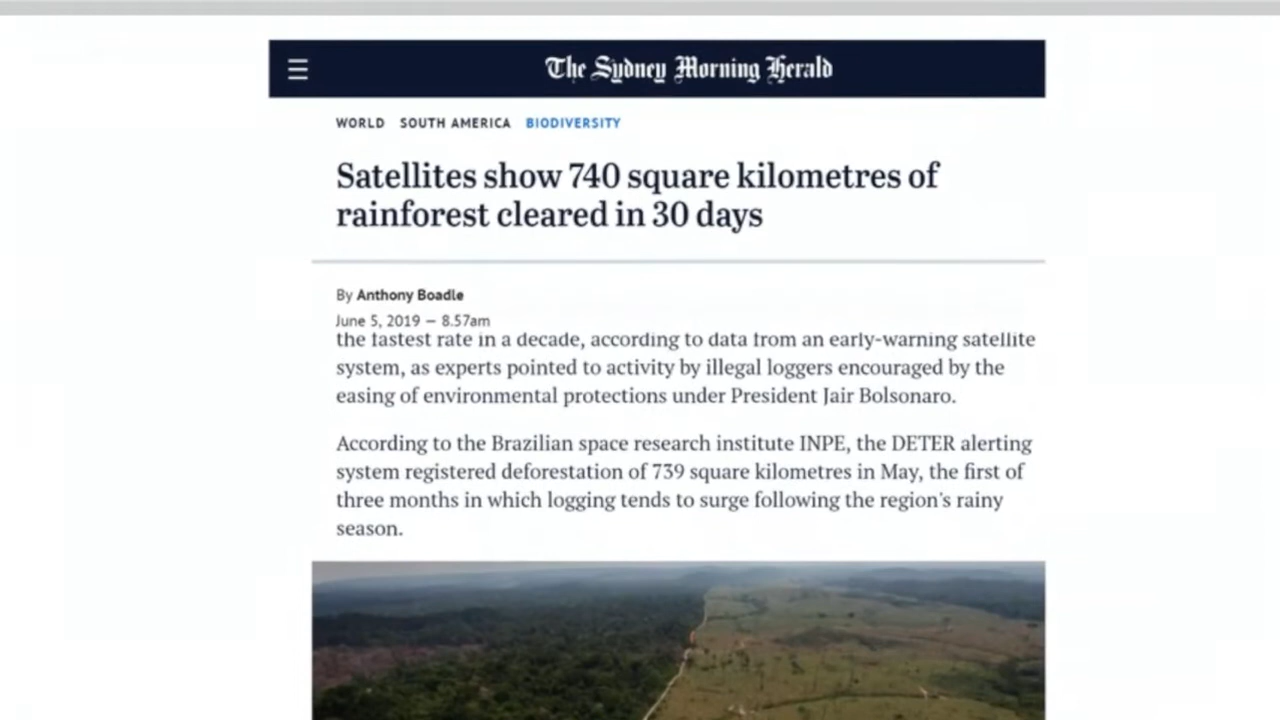 The Sydney Morning Herald
WORLD SOUTH AMERICA BIODIVERSITY
Satellites show 740 square kilometres of
rainforest cleared in 30 days
By Anthony Boadle
June 5, 2019 — 8.57am
the fastest rate in a decade, according to data from an early-warning satellite
system, as experts pointed to activity by illegal loggers encouraged by the
easing of environmental protections under President Jair Bolsonaro.
According to the Brazilian space research institute INPE, the DETER alerting
system registered deforestation of 739 square kilometres in May, the first of
three months in which logging tends to surge following the region's rainy
season.